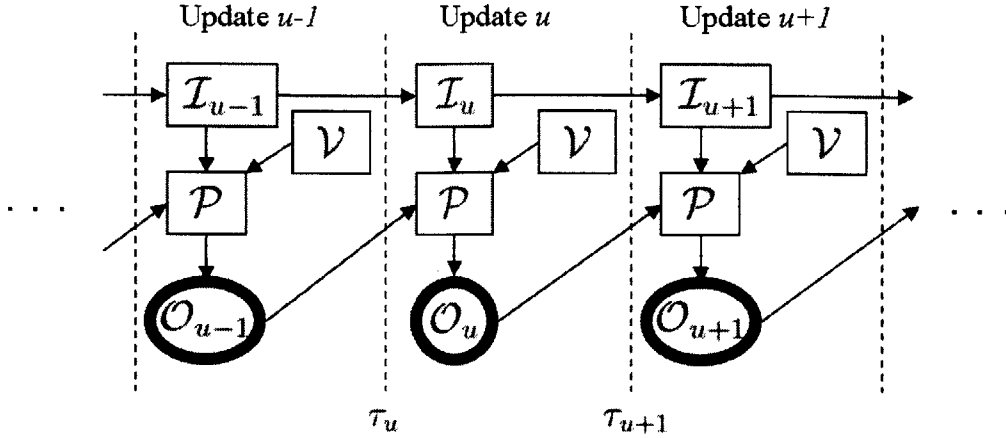 Update u-1 Update u Update u+1
𝓘ᵤ₋₁ 𝓘ᵤ 𝓘ᵤ₊₁
𝒱 𝒱 𝒱
𝒫 𝒫 𝒫
. . . . . .
𝒪ᵤ₋₁ 𝒪ᵤ 𝒪ᵤ₊₁
τᵤ τᵤ₊₁